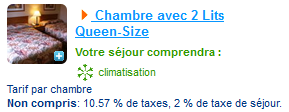 Chambre avec 2 Lits
Queen-Size
Votre séjour comprendra :
climatisation
Tarif par chambre
Non compris: 10.57 % de taxes, 2 % de taxe de séjour.